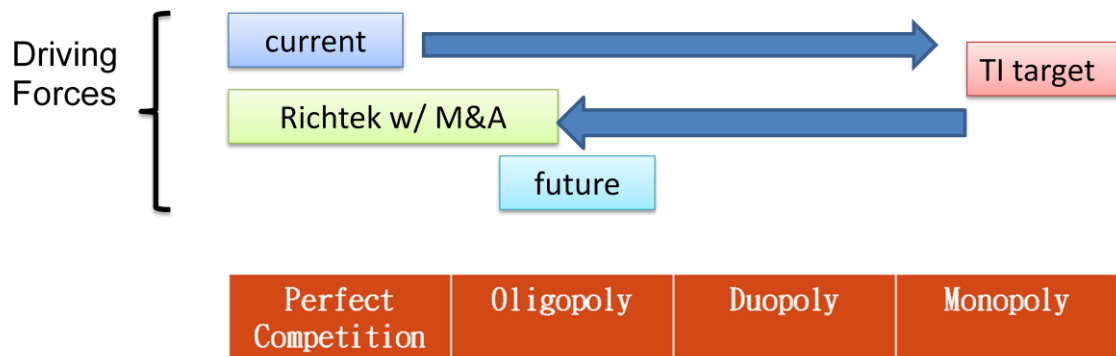 Driving
Forces
current
TI target
Richtek w/ M&A
future
Perfect
Competition
Oligopoly
Duopoly
Monopoly